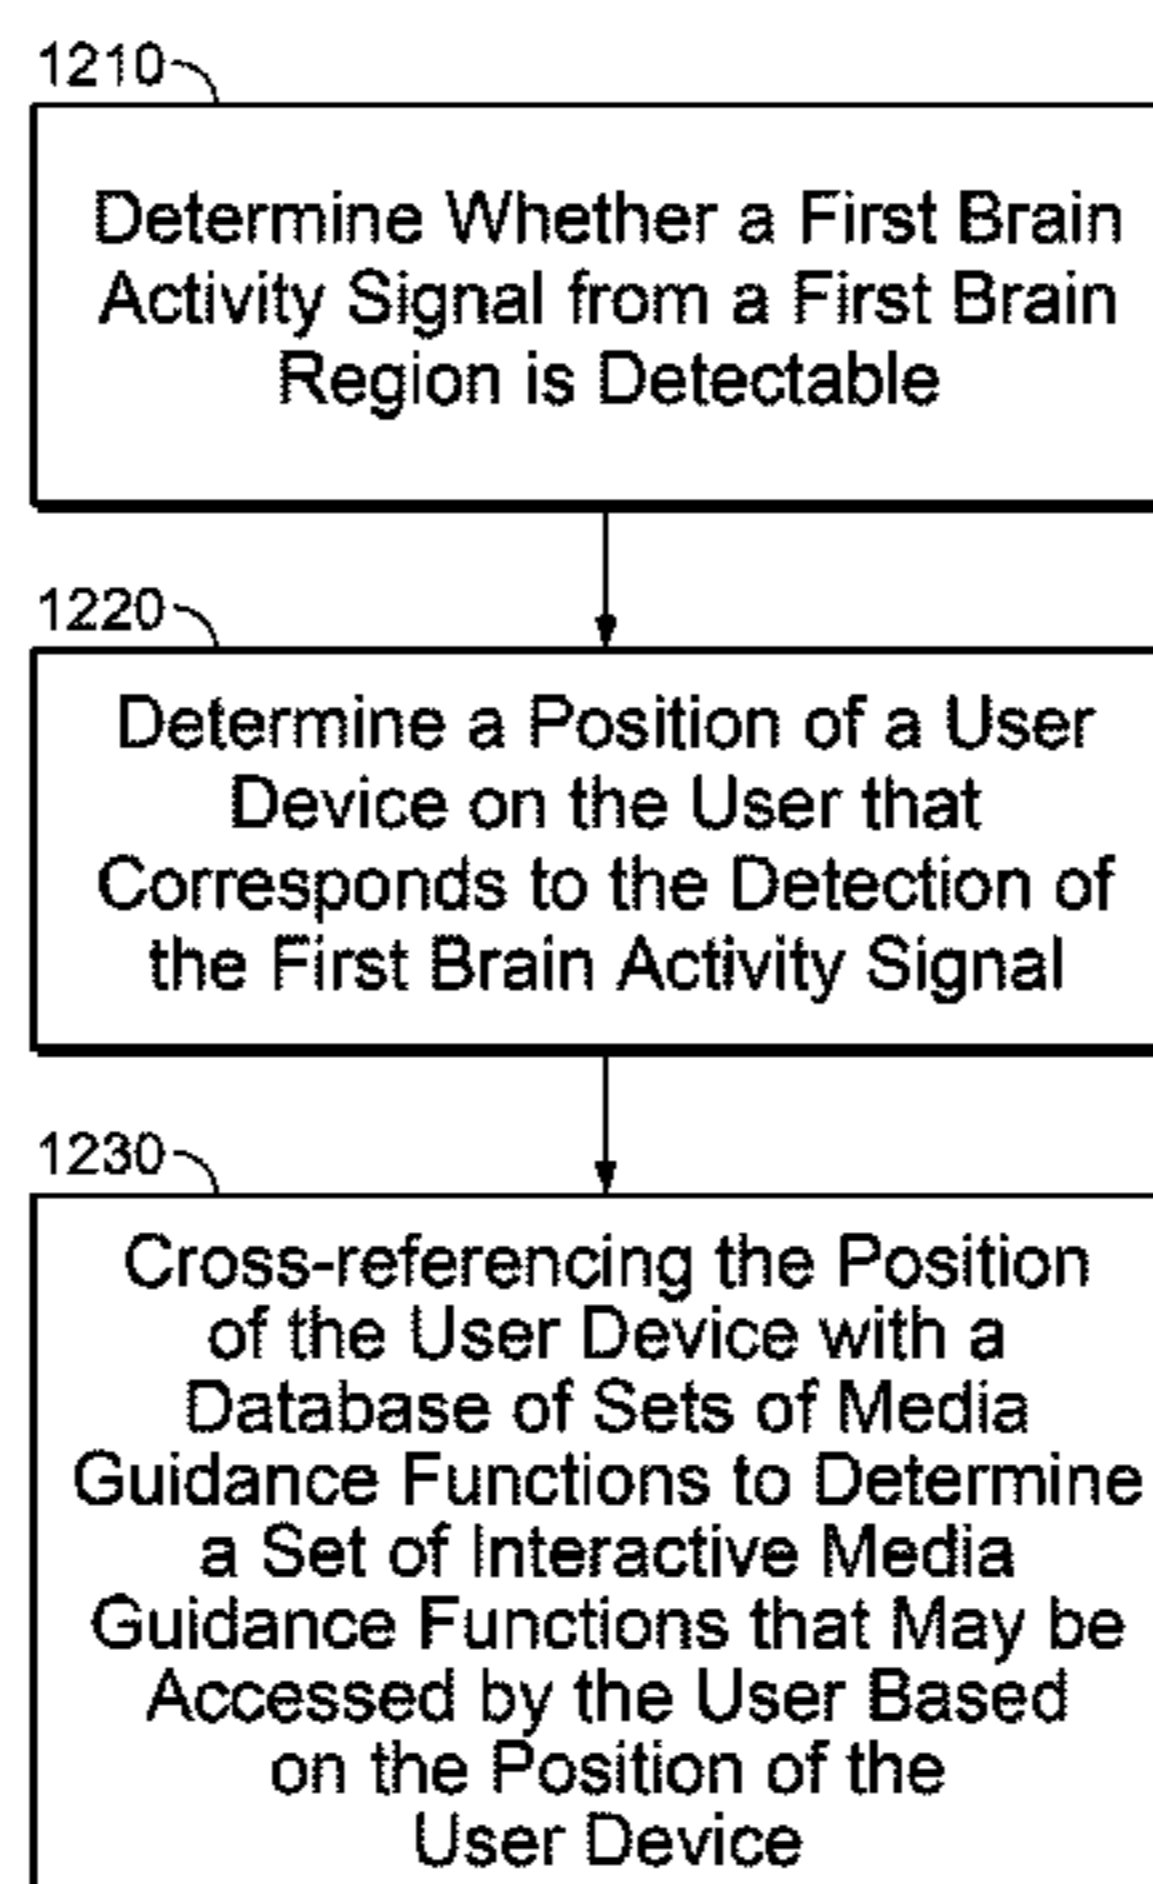 1210
Determine Whether a First Brain
Activity Signal from a First Brain
Region is Detectable
1220
Determine a Position of a User
Device on the User that
Corresponds to the Detection of
the First Brain Activity Signal
1230
Cross-referencing the Position
of the User Device with a
Database of Sets of Media
Guidance Functions to Determine
a Set of Interactive Media
Guidance Functions that May be
Accessed by the User Based
on the Position of the
User Device